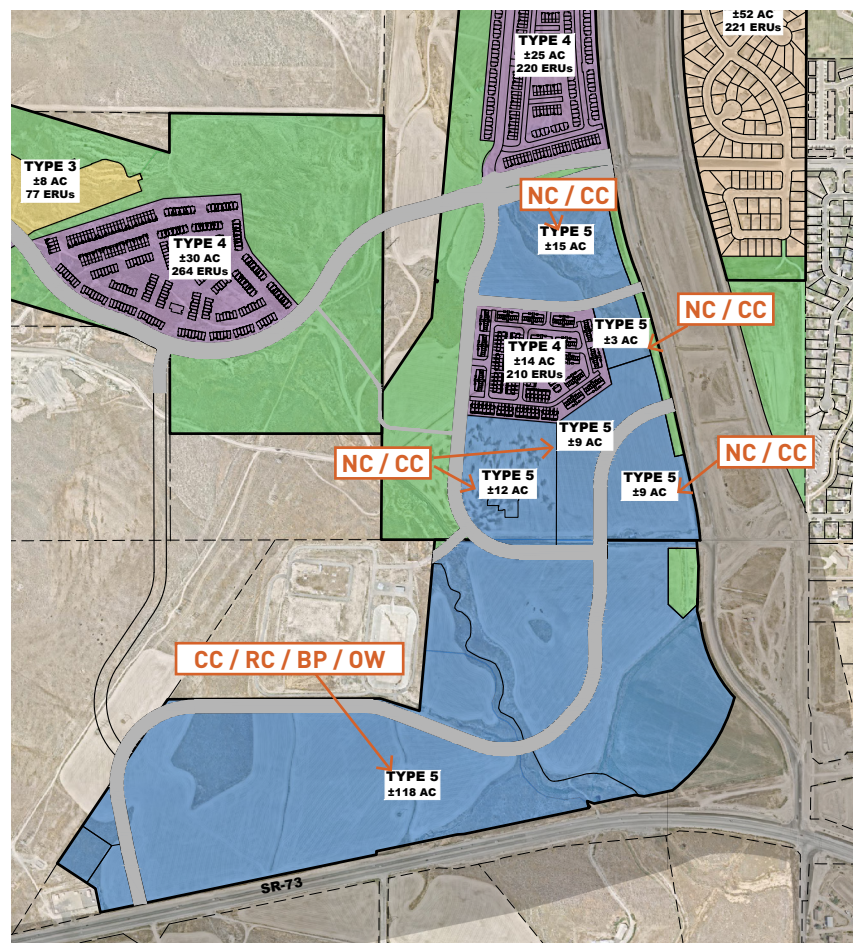 ±52 AC
221 ERUs
TYPE 4
±25 AC
220 ERUs
TYPE 3
±8 AC
77 ERUs
NC / CC
TYPE 5
±15 AC
TYPE 4
±30 AC
264 ERUs
NC / CC
TYPE 5
±3 AC
TYPE 4
±14 AC
210 ERUs
TYPE 5
±9 AC
NC / CC
NC / CC
TYPE 5
±12 AC
TYPE 5
±9 AC
CC / RC / BP / OW
TYPE 5
±118 AC
SR-73